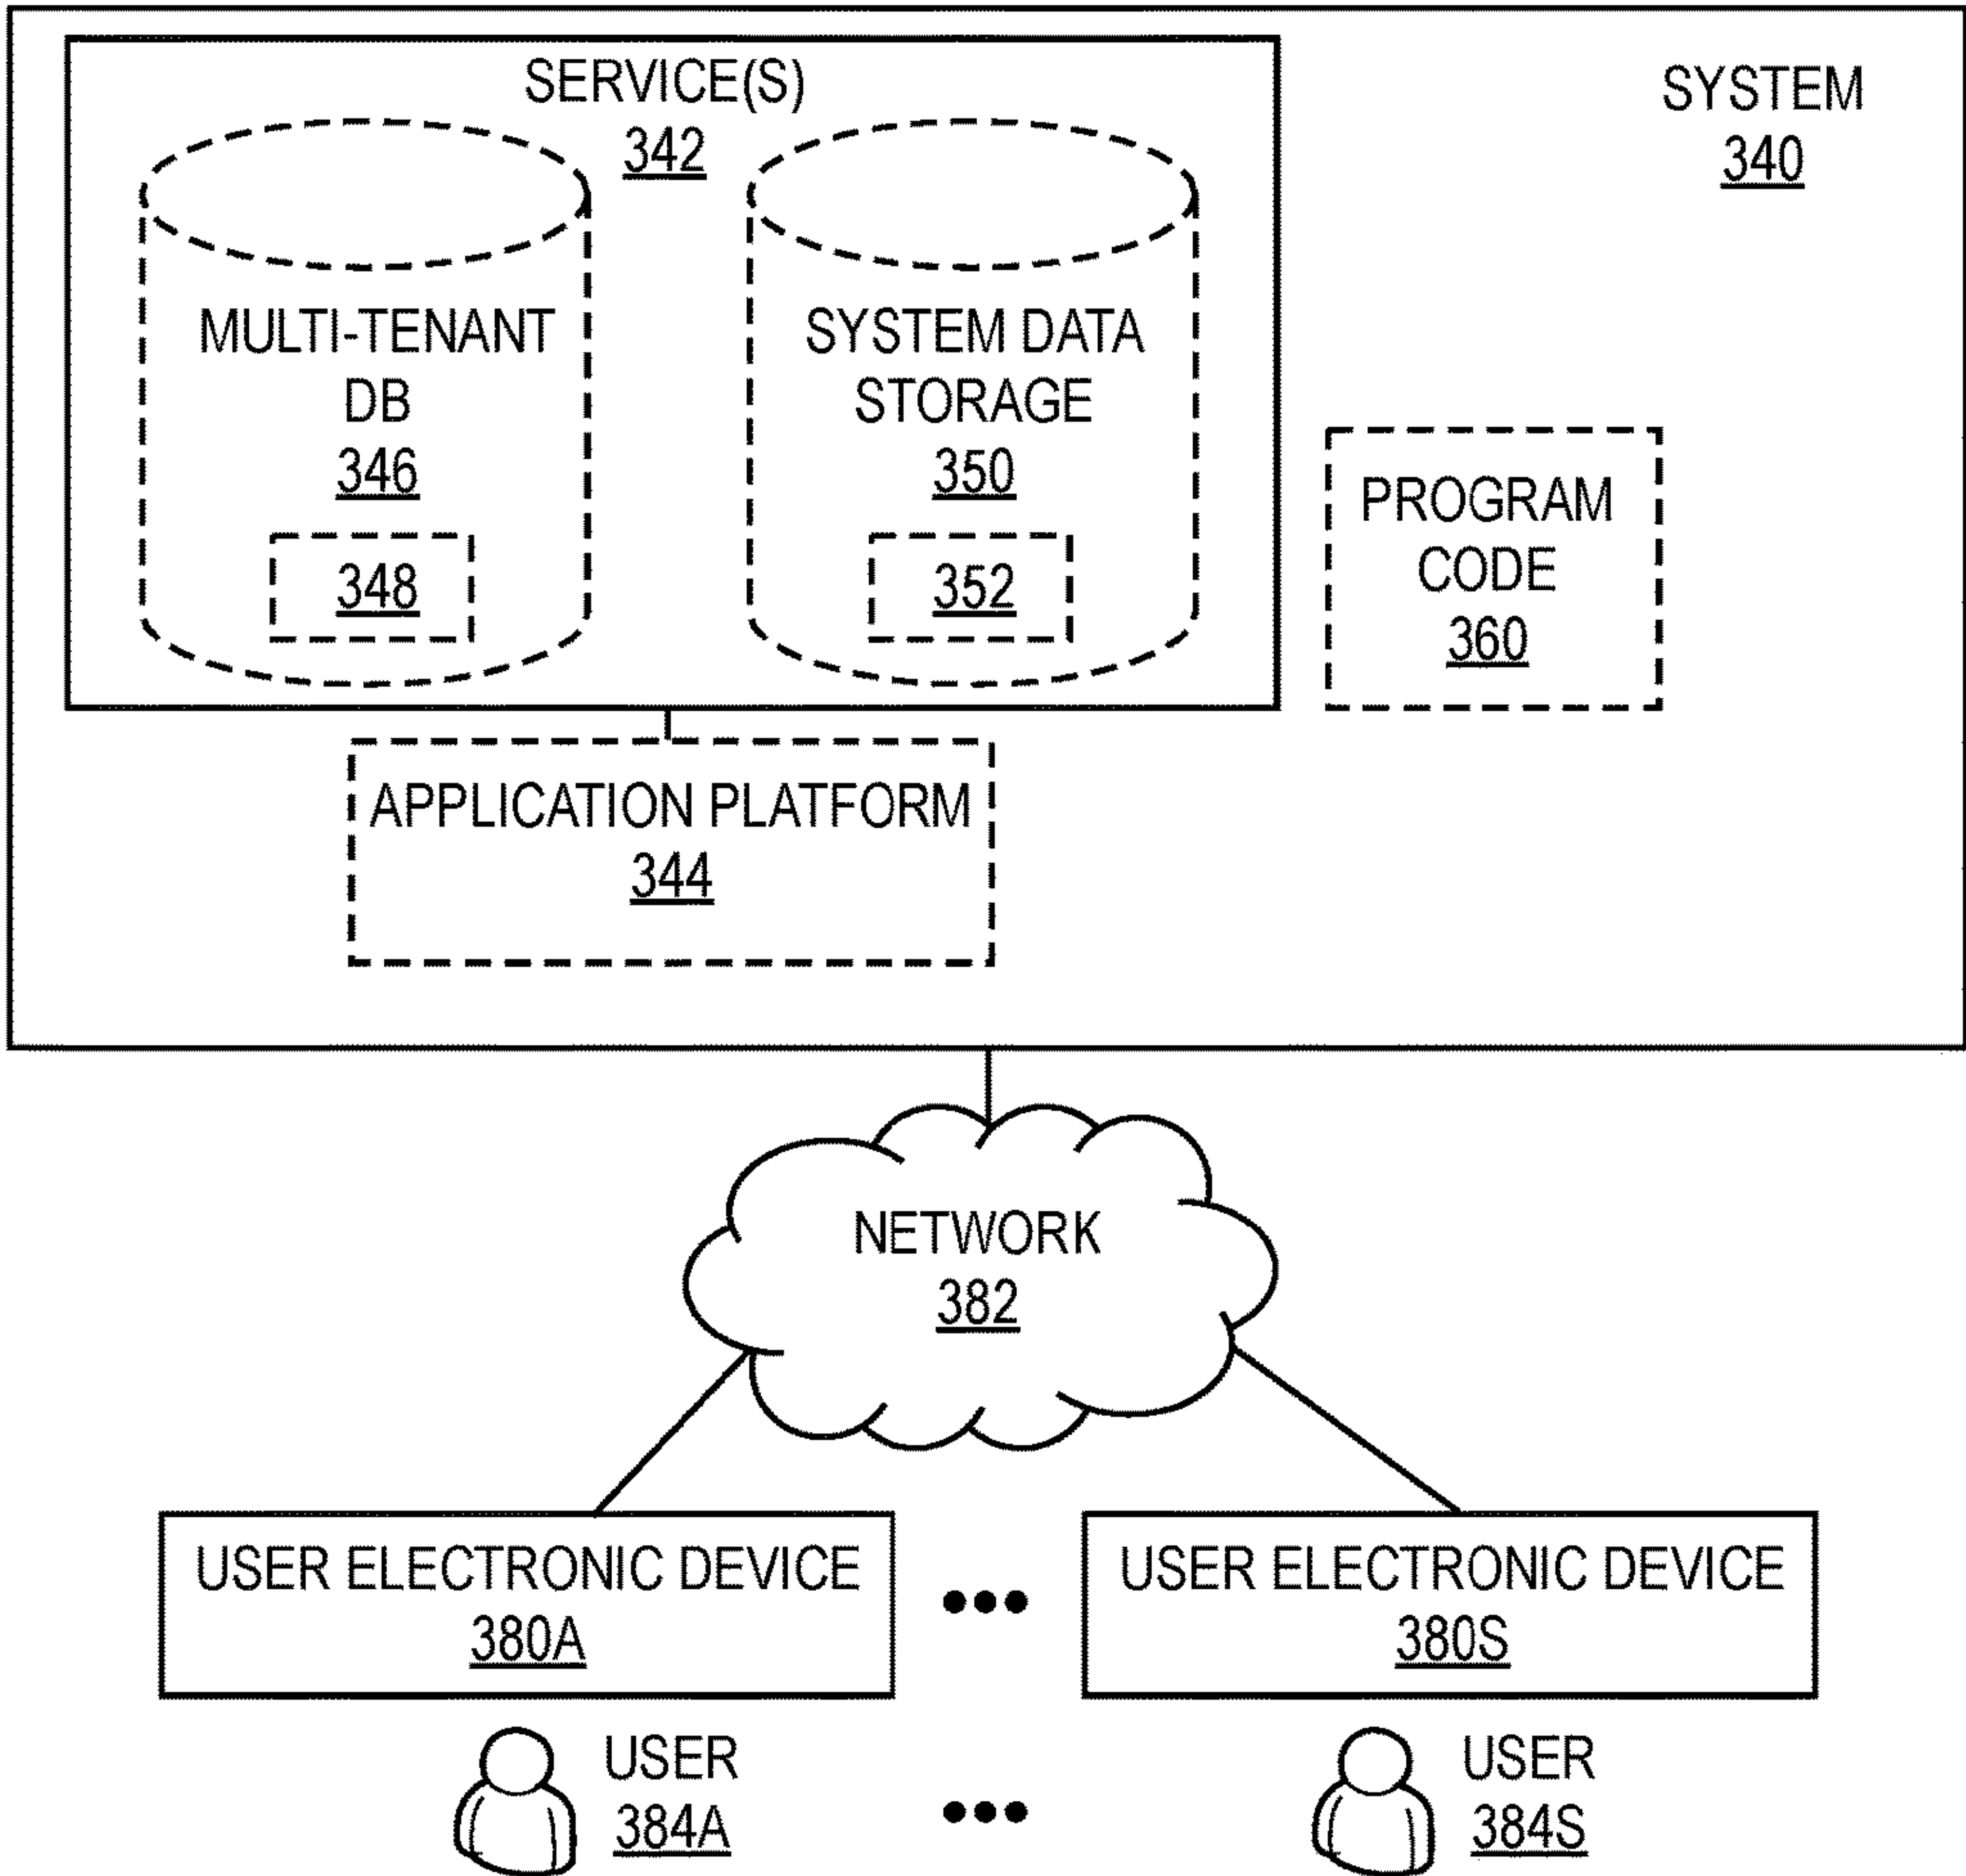 SERVICE(S)
342
SYSTEM
340
MULTI-TENANT
DB
346
348
SYSTEM DATA
STORAGE
350
352
PROGRAM
CODE
360
APPLICATION PLATFORM
344
NETWORK
382
USER ELECTRONIC DEVICE
380A
USER ELECTRONIC DEVICE
380S
USER
384A
USER
384S